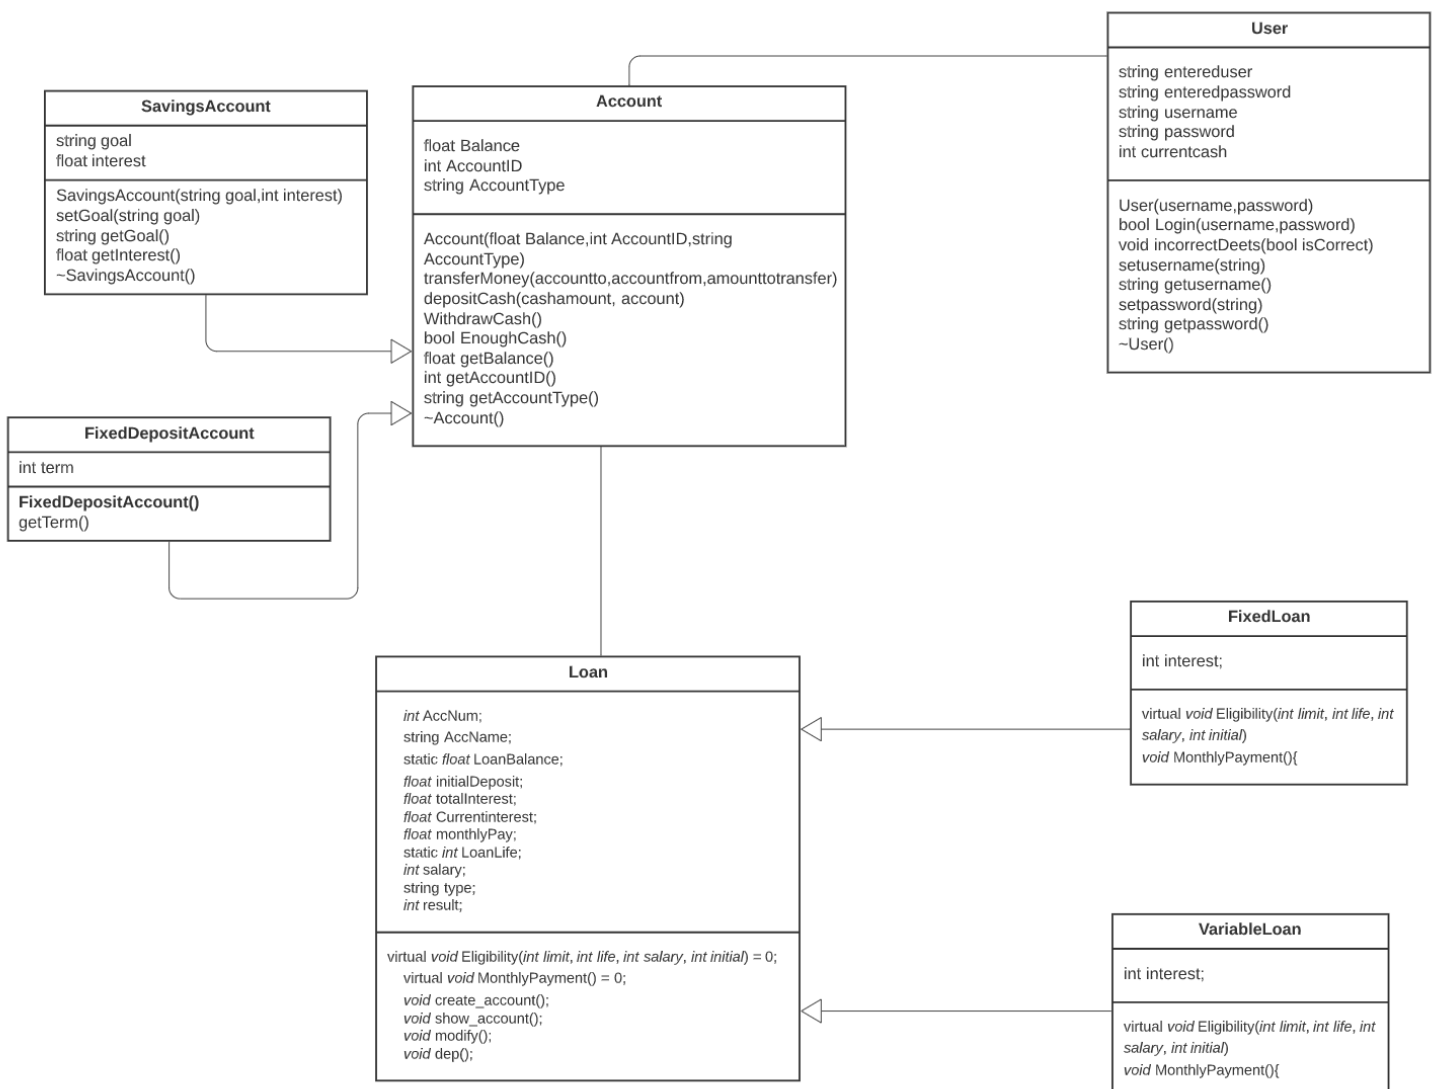 User
string entereduser
string enteredpassword
string username
string password
int currentcash
User(username,password)
bool Login(username,password)
void incorrectDeets(bool isCorrect)
setusername(string)
string getusername()
setpassword(string)
string getpassword()
~User()
SavingsAccount
string goal
float interest
SavingsAccount(string goal,int interest)
setGoal(string goal)
string getGoal()
float getInterest()
~SavingsAccount()
Account
float Balance
int AccountID
string AccountType
Account(float Balance,int AccountID,string
AccountType)
transferMoney(accountto,accountfrom,amounttotransfer)
depositCash(cashamount, account)
WithdrawCash()
bool EnoughCash()
float getBalance()
int getAccountID()
string getAccountType()
~Account()
FixedDepositAccount
int term
FixedDepositAccount()
getTerm()
Loan
int AccNum;
string AccName;
static float LoanBalance;
float initialDeposit;
float totalInterest;
float Currentinterest;
float monthlyPay;
static int LoanLife;
int salary;
string type;
int result;
virtual void Eligibility(int limit, int life, int salary, int initial) = 0;
virtual void MonthlyPayment() = 0;
void create_account();
void show_account();
void modify();
void dep();
FixedLoan
int interest;
virtual void Eligibility(int limit, int life, int
salary, int initial)
void MonthlyPayment(){
VariableLoan
int interest;
virtual void Eligibility(int limit, int life, int
salary, int initial)
void MonthlyPayment(){